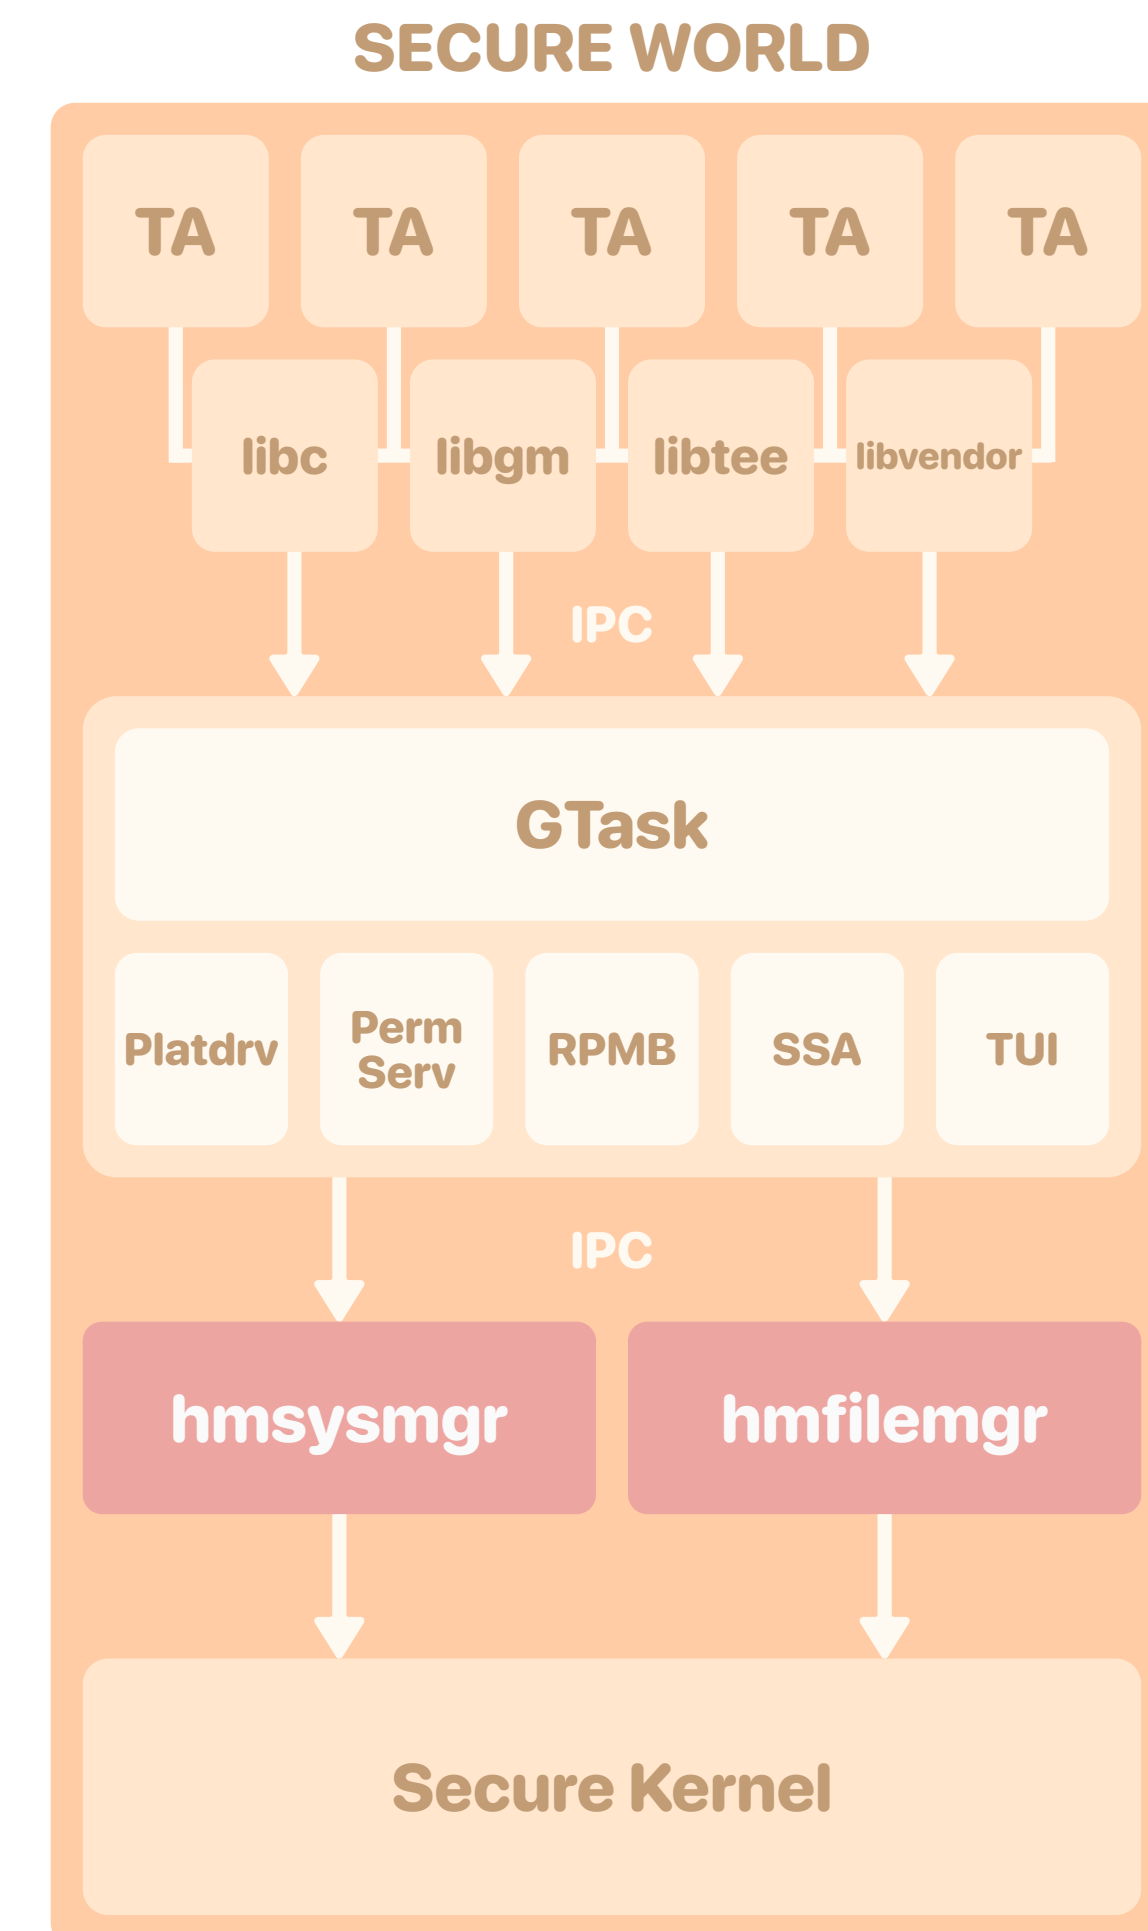 SECURE WORLD
TA
TA
TA
TA
TA
libc
libgm
libtee
libvendor
IPC
GTask
Platdrv
Perm
Serv
RPMB
SSA
TUI
IPC
hmsysmgr
hmfilemgr
Secure Kernel